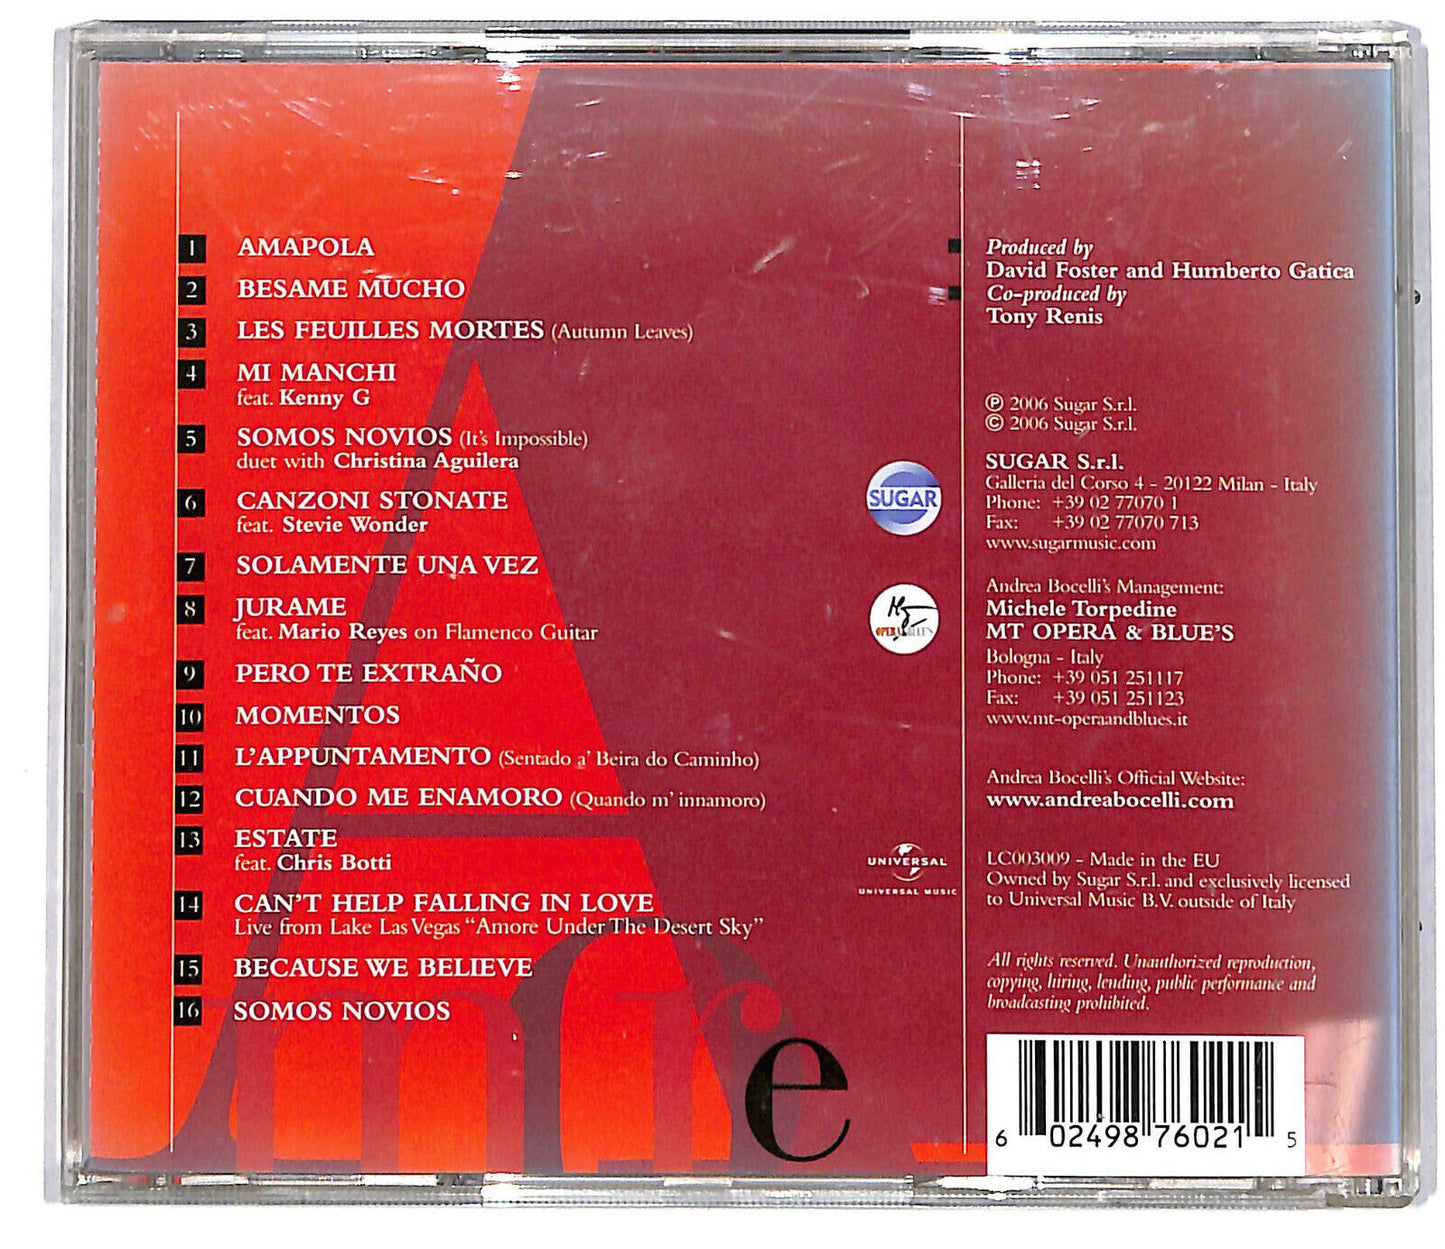 1 AMAPOLA
2 BESAME MUCHO
3 LES FEUILLES MORTES (Autumn Leaves)
4 MI MANCHI
feat. Kenny G
5 SOMOS NOVIOS (It's Impossible)
duet with Christina Aguilera
6 CANZONI STONATE
feat. Stevie Wonder
7 SOLAMENTE UNA VEZ
8 JURAME
feat. Mario Reyes on Flamenco Guitar
9 PERO TE EXTRAÑO
10 MOMENTOS
11 L'APPUNTAMENTO (Sentado a' Beira do Caminho)
12 CUANDO ME ENAMORO (Quando m' innamoro)
13 ESTATE
feat. Chris Botti
14 CAN'T HELP FALLING IN LOVE
Live from Lake Las Vegas "Amore Under The Desert Sky"
15 BECAUSE WE BELIEVE
16 SOMOS NOVIOS
Produced by
David Foster and Humberto Gatica
Co-produced by
Tony Renis
℗ 2006 Sugar S.r.l.
© 2006 Sugar S.r.l.
SUGAR
SUGAR S.r.l.
Galleria del Corso 4 - 20122 Milan - Italy
Phone: +39 02 77070 1
Fax: +39 02 77070 713
www.sugarmusic.com
Andrea Bocelli's Management:
Michele Torpedine
MT OPERA & BLUE'S
OPERA & BLUE'S
Bologna - Italy
Phone: +39 051 251117
Fax: +39 051 251123
www.mt-operaandblues.it
Andrea Bocelli's Official Website:
www.andreabocelli.com
UNIVERSAL
UNIVERSAL MUSIC
LC003009 - Made in the EU
Owned by Sugar S.r.l. and exclusively licensed
to Universal Music B.V. outside of Italy
All rights reserved. Unauthorized reproduction,
copying, hiring, lending, public performance and
broadcasting prohibited.
e
6 02498 76021 5